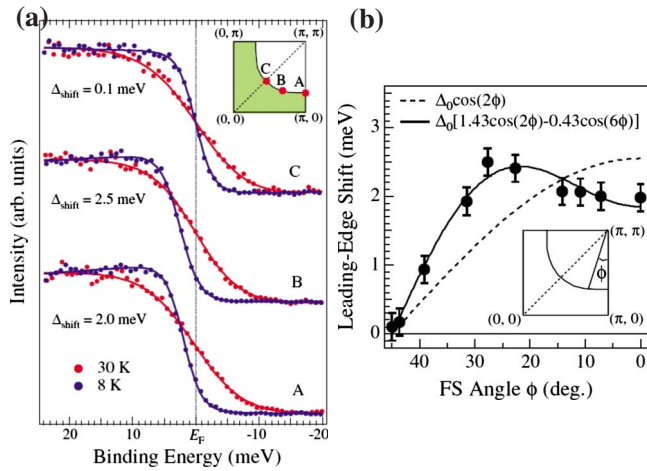 (a)
(0, π) (π, π)
C
B
A
(0, 0) (π, 0)
Δshift = 0.1 meV
C
Δshift = 2.5 meV
B
Δshift = 2.0 meV
30 K
8 K
A
Intensity (arb. units)
20 10 EF -10 -20
Binding Energy (meV)
(b)
Δ0cos(2ϕ)
Δ0[1.43cos(2ϕ)-0.43cos(6ϕ)]
3
2
1
0
Leading-Edge Shift (meV)
(π, π)
ϕ
(0, 0) (π, 0)
40 30 20 10 0
FS Angle ϕ (deg.)